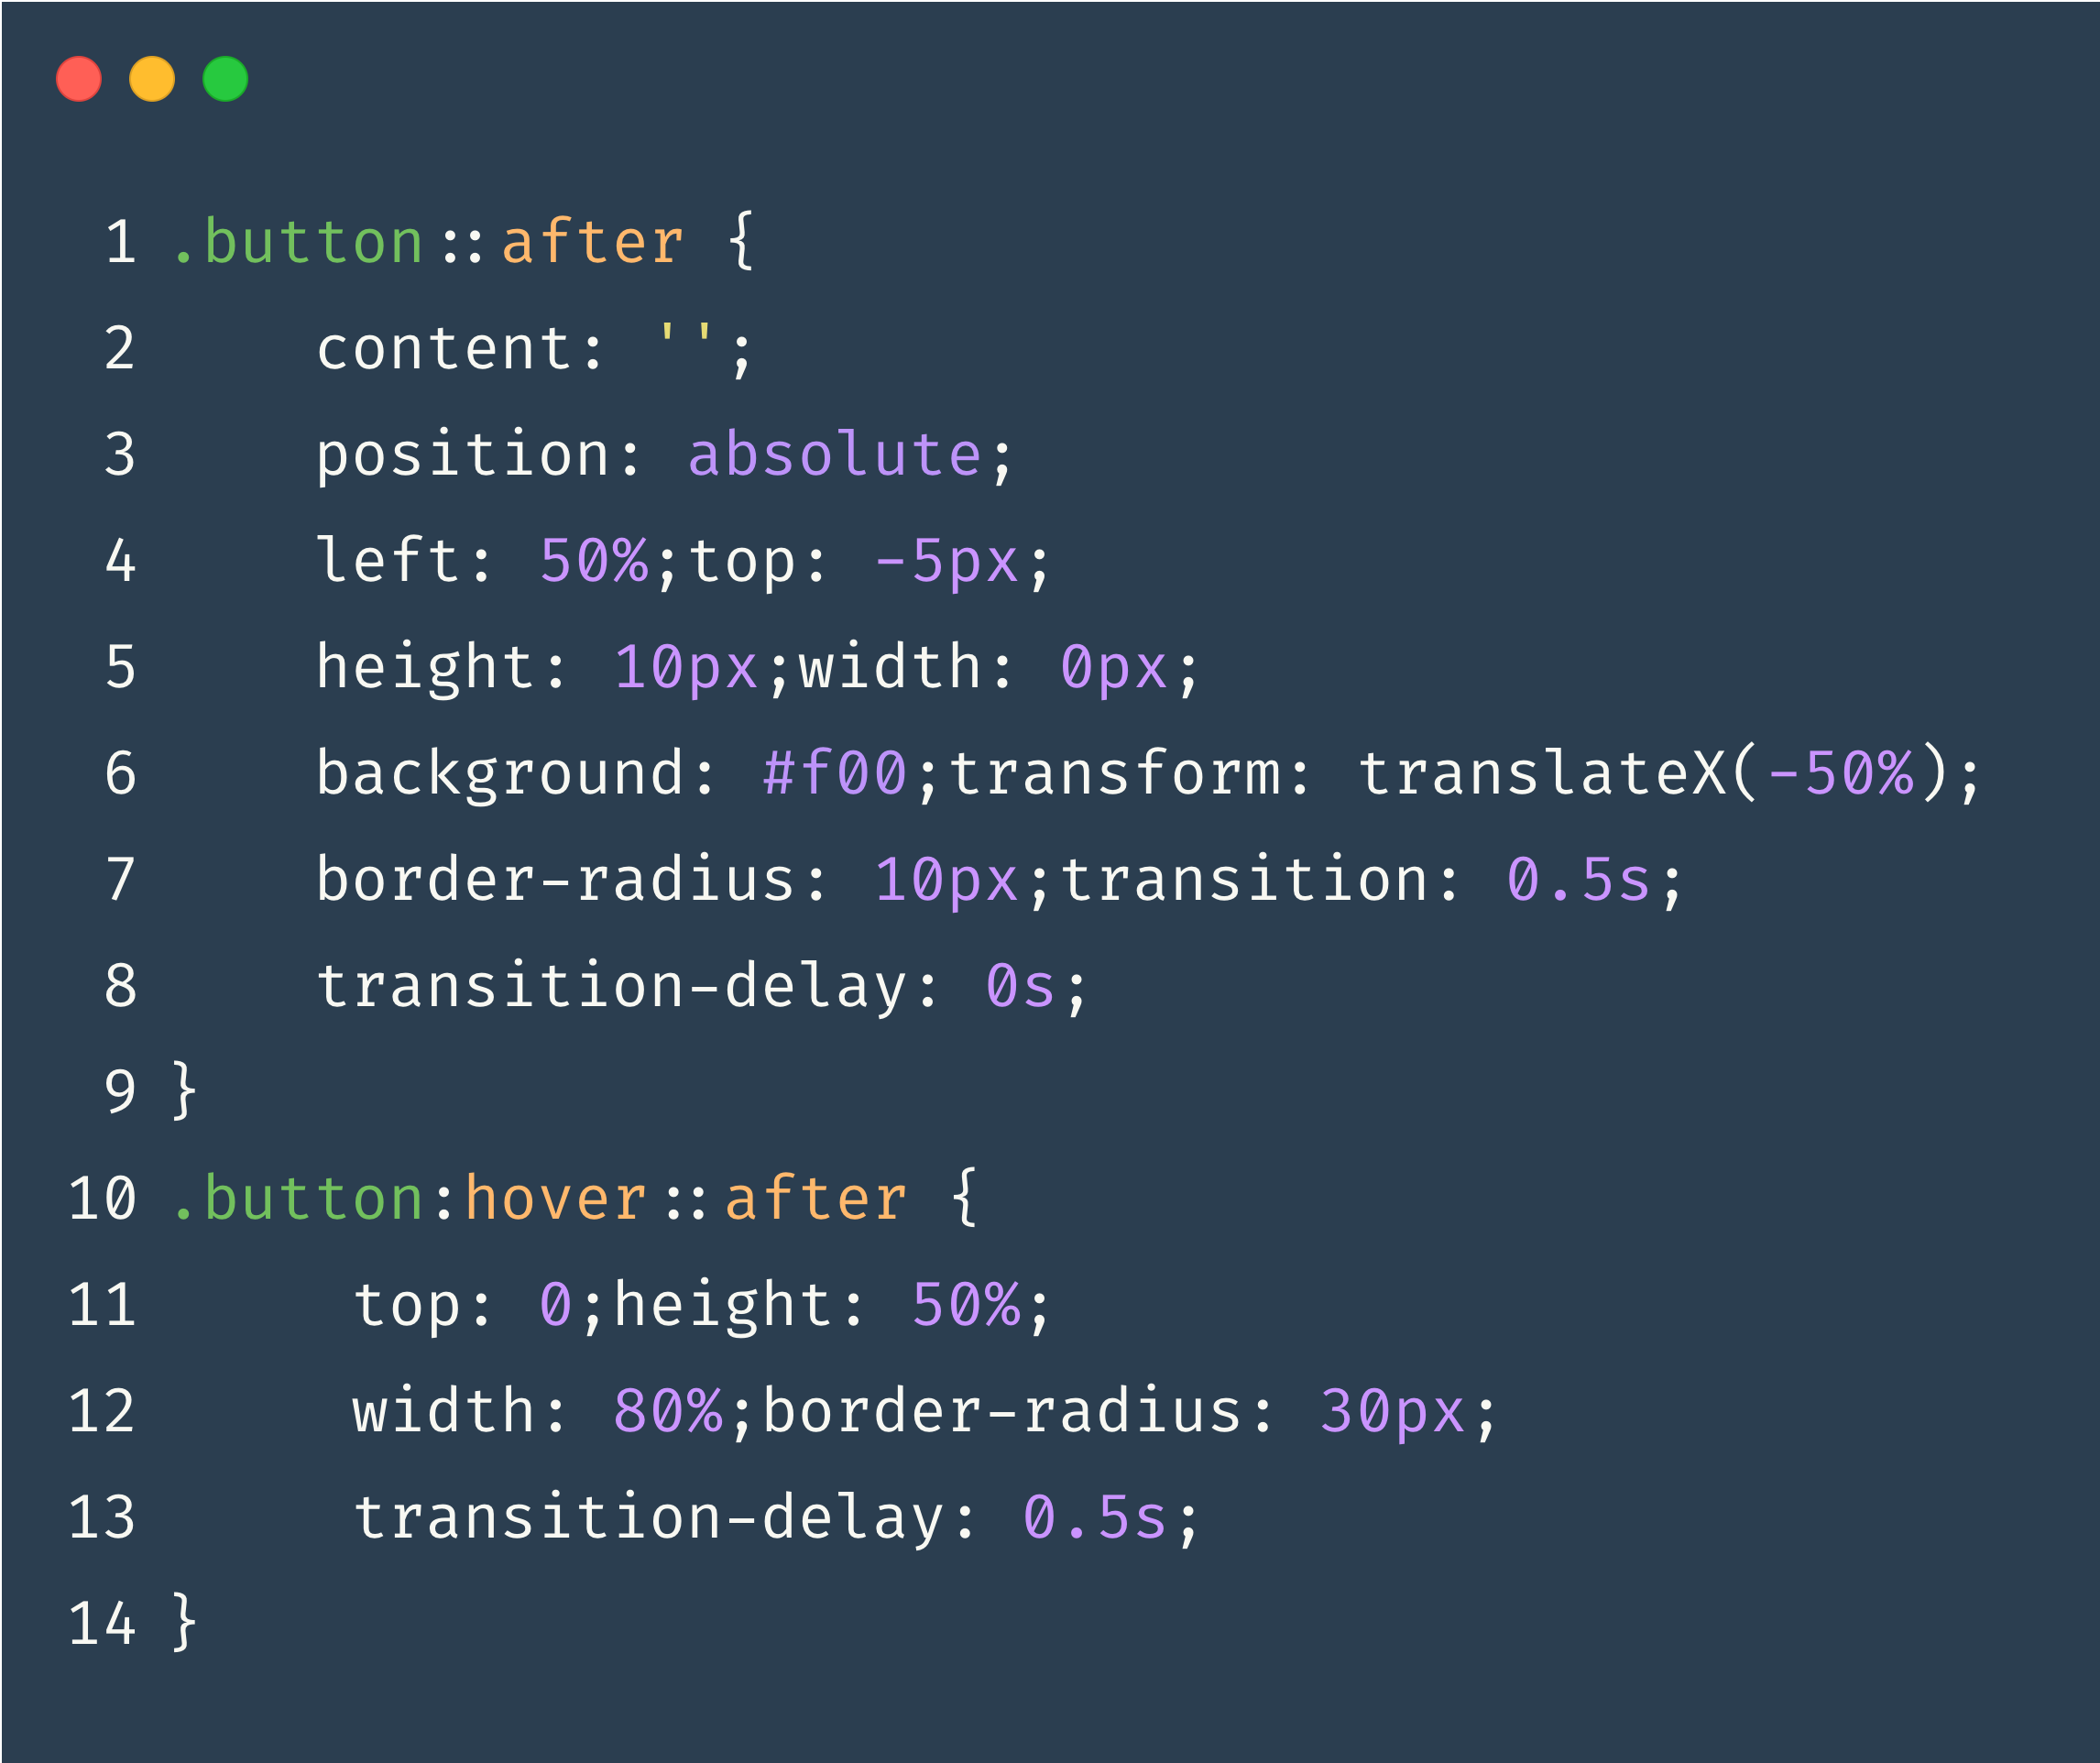 1 .button::after {
2     content: '';
3     position: absolute;
4     left: 50%;top: -5px;
5     height: 10px;width: 0px;
6     background: #f00;transform: translateX(-50%);
7     border-radius: 10px;transition: 0.5s;
8     transition-delay: 0s;
9 }
10 .button:hover::after {
11      top: 0;height: 50%;
12      width: 80%;border-radius: 30px;
13      transition-delay: 0.5s;
14 }